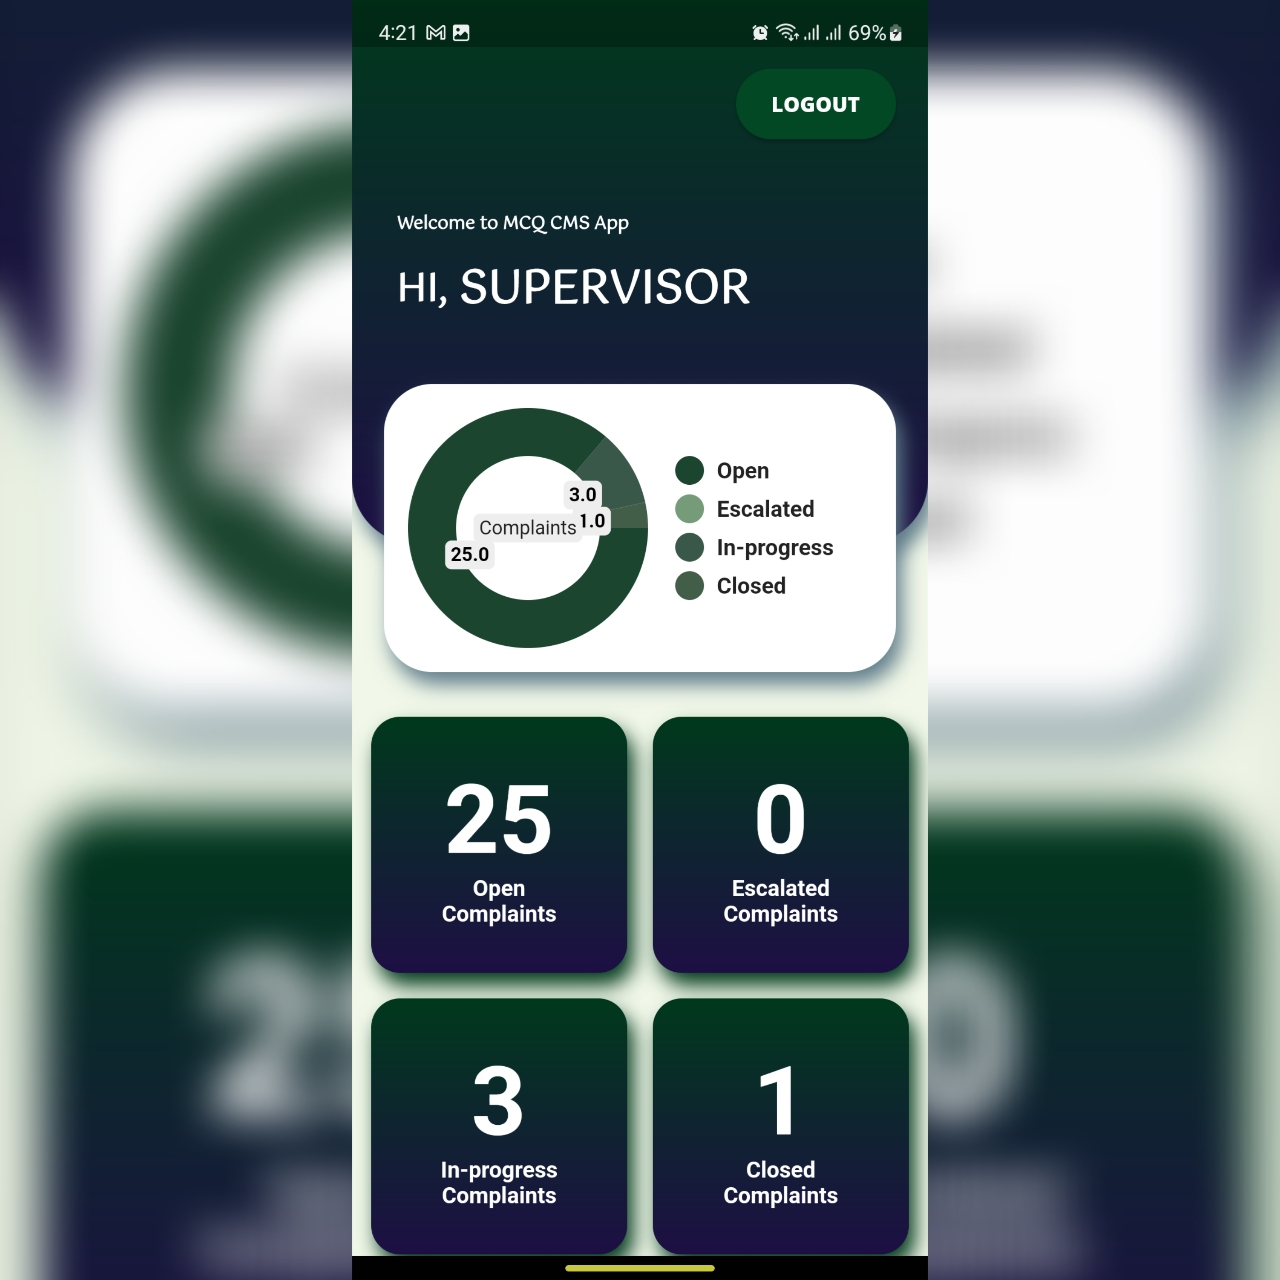 4:21 69%
LOGOUT
Welcome to MCQ CMS App
HI, SUPERVISOR
3.0
1.0
Complaints
25.0
Open
Escalated
In-progress
Closed
25
Open
Complaints
0
Escalated
Complaints
3
In-progress
Complaints
1
Closed
Complaints